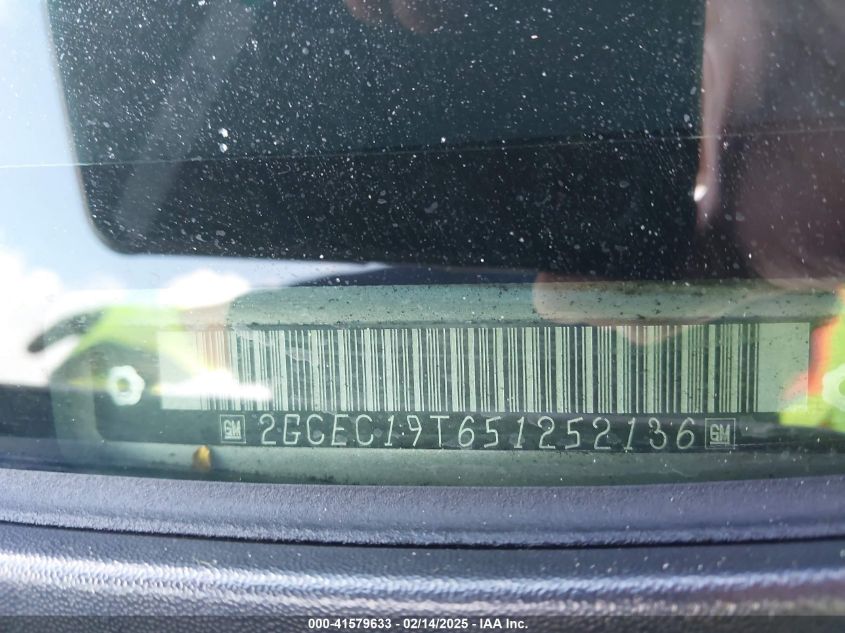 GM 2GCEC19T651252136 GM
000-41579633 - 02/14/2025 - IAA Inc.